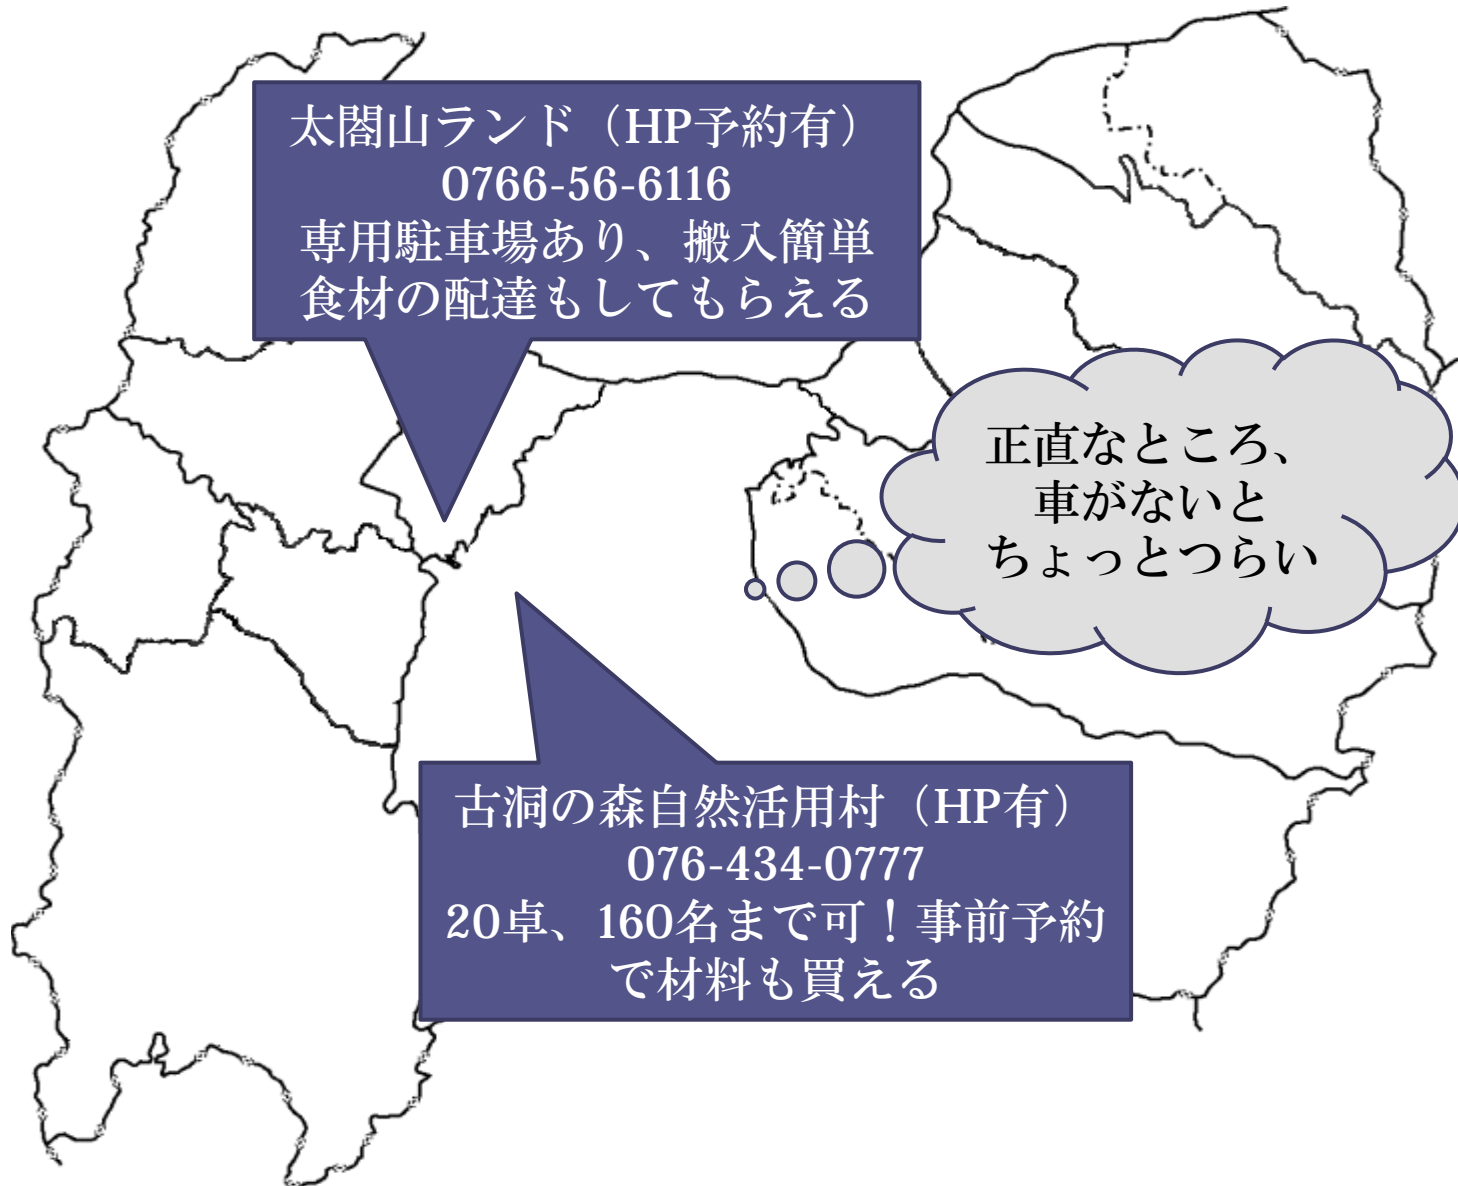 太閤山ランド（HP予約有）
0766-56-6116
専用駐車場あり、搬入簡単
食材の配達もしてもらえる
正直なところ、
車がないと
ちょっとつらい
古洞の森自然活用村（HP有）
076-434-0777
20卓、160名まで可！事前予約
で材料も買える